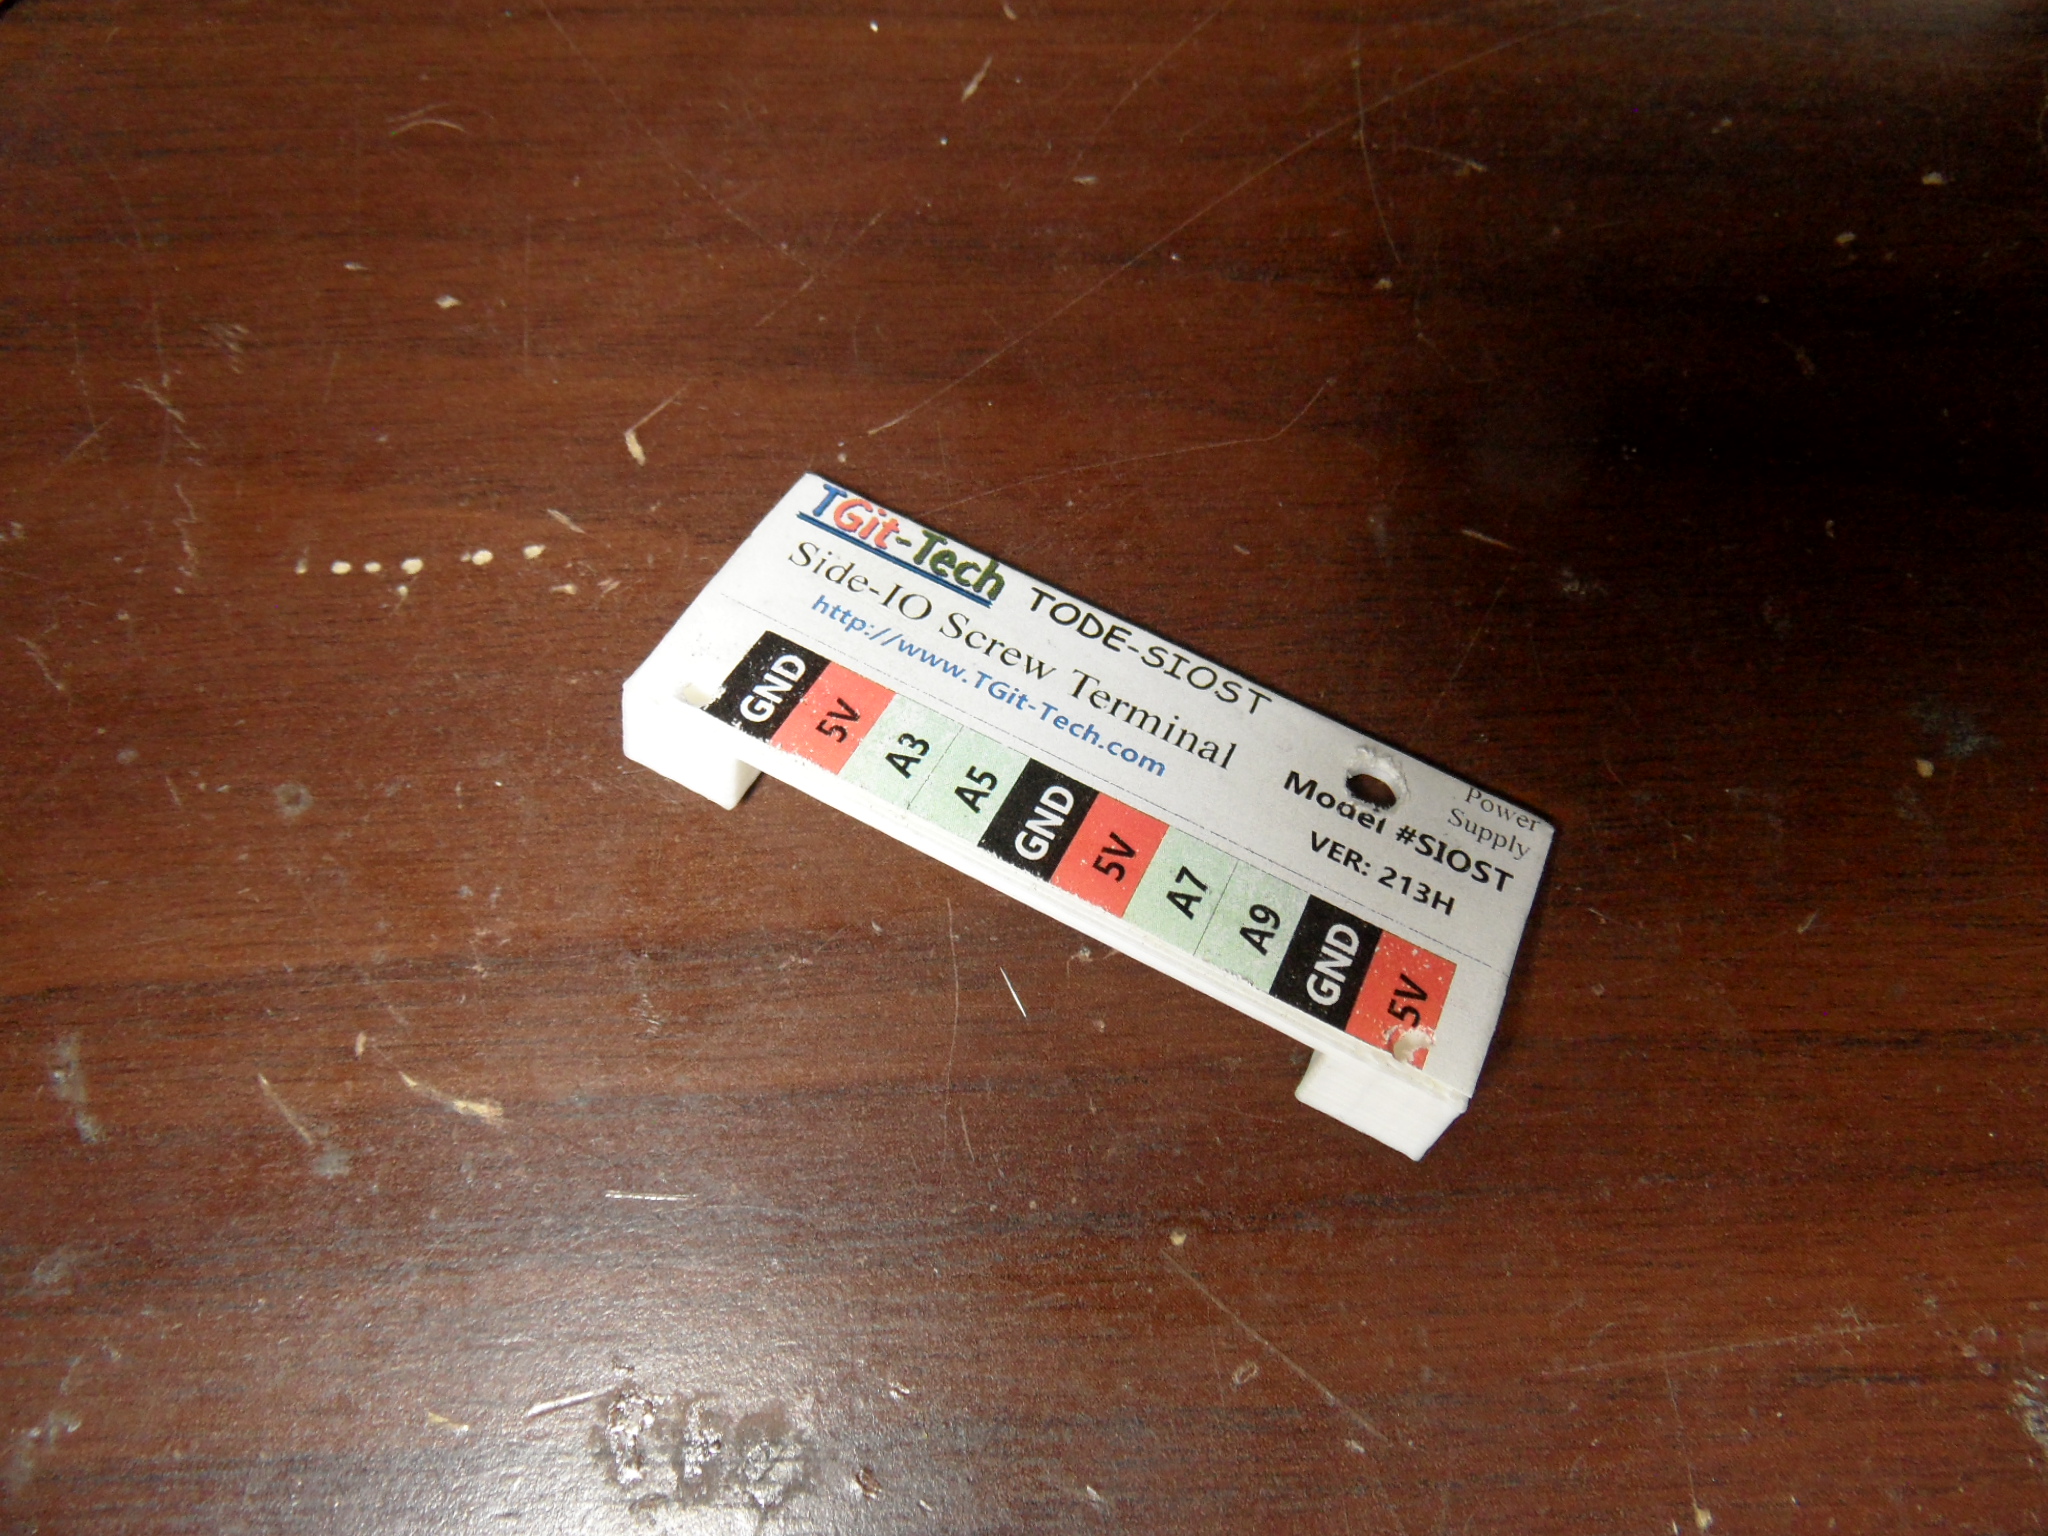 TGit-Tech TODE-SIOST
Side-IO Screw Terminal
http://www.TGit-Tech.com
Power
Supply
Model #SIOST
VER: 213H
GND 5V A3 A5 GND 5V A7 A9 GND 5V